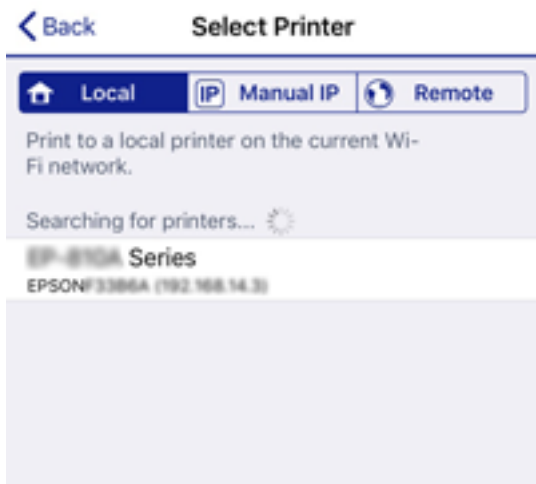 Back
Select Printer
Local
IP Manual IP
Remote
Print to a local printer on the current Wi-
Fi network.
Searching for printers...
Series
EPSON